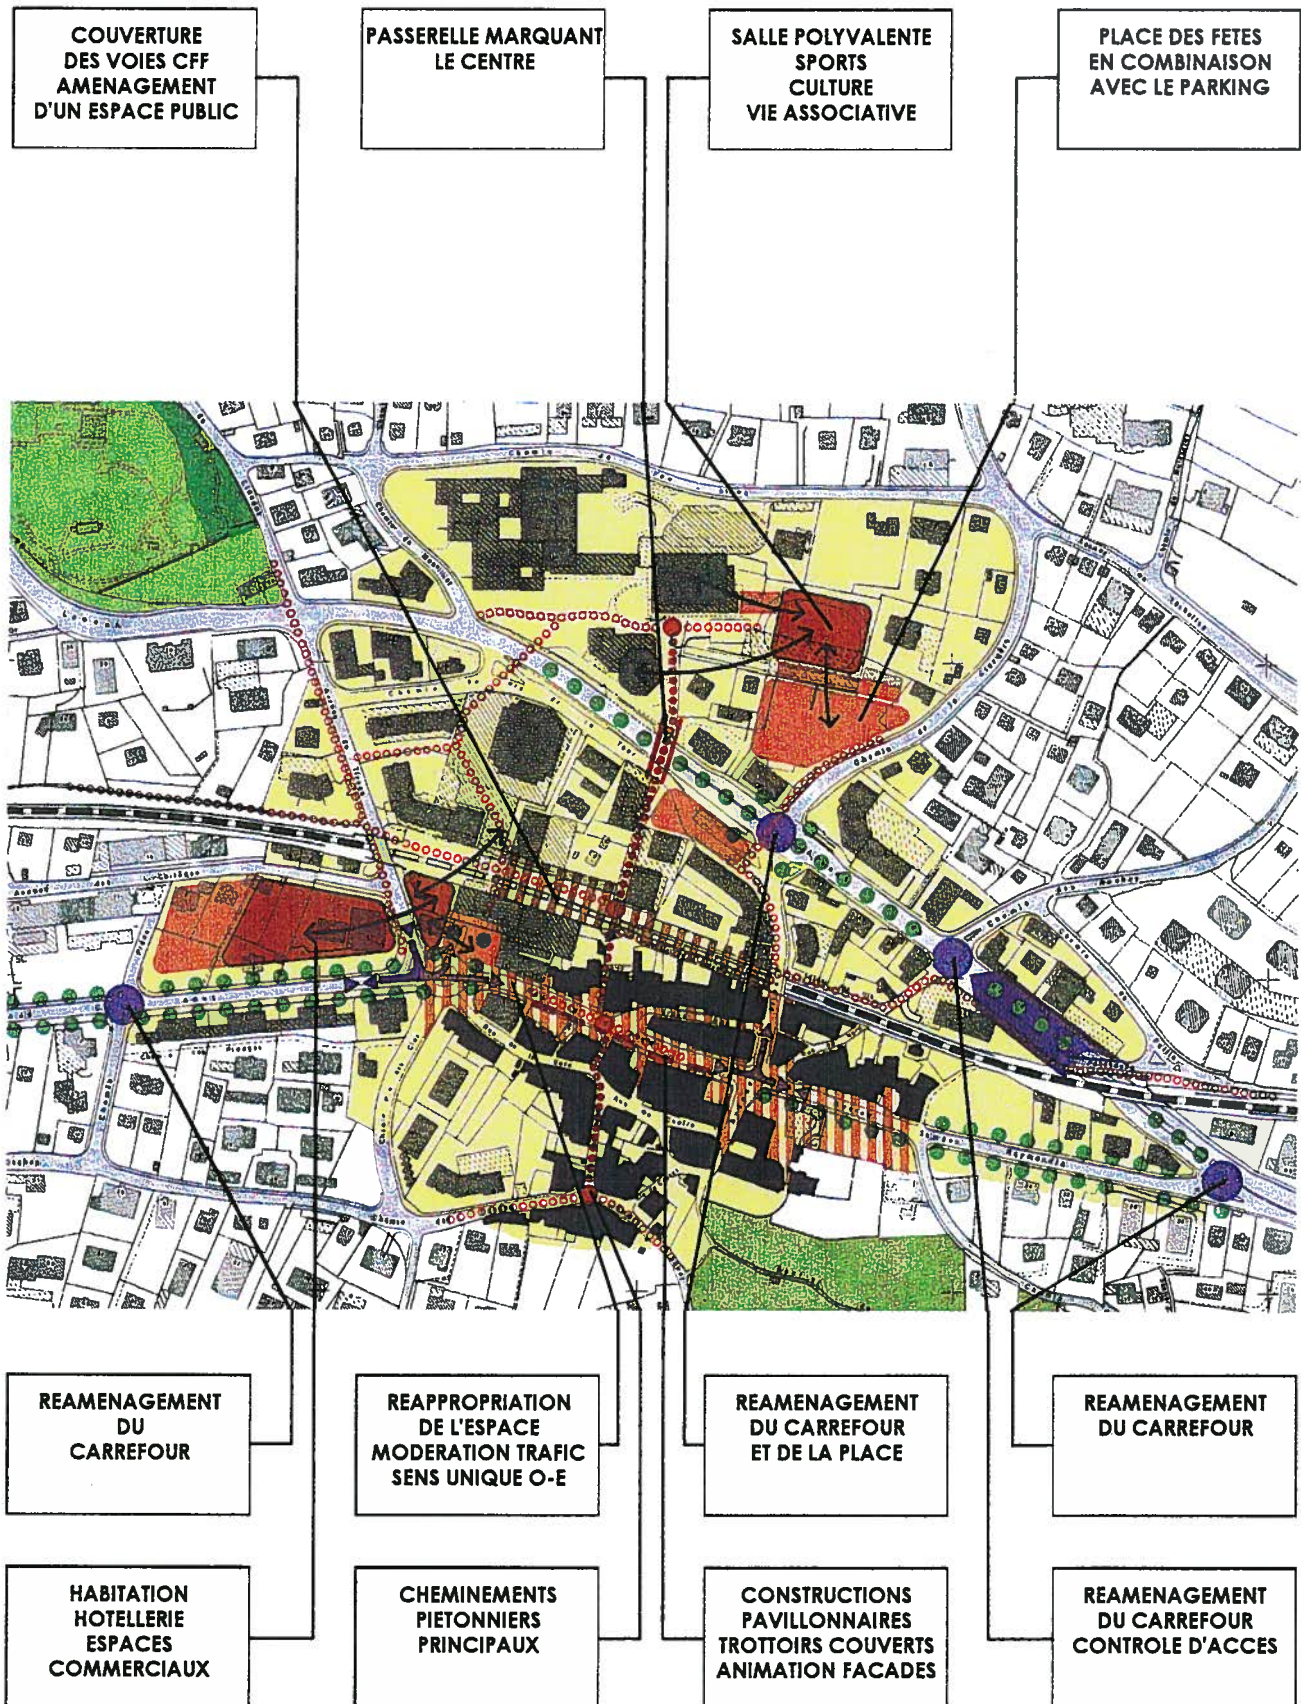 COUVERTURE
DES VOIES CFF
AMENAGEMENT
D'UN ESPACE PUBLIC
PASSERELLE MARQUANT
LE CENTRE
SALLE POLYVALENTE
SPORTS
CULTURE
VIE ASSOCIATIVE
PLACE DES FETES
EN COMBINAISON
AVEC LE PARKING
REAMENAGEMENT
DU
CARREFOUR
REAPPROPRIATION
DE L'ESPACE
MODERATION TRAFIC
SENS UNIQUE O-E
REAMENAGEMENT
DU CARREFOUR
ET DE LA PLACE
REAMENAGEMENT
DU CARREFOUR
HABITATION
HOTELLERIE
ESPACES
COMMERCIAUX
CHEMINEMENTS
PIETONNIERS
PRINCIPAUX
CONSTRUCTIONS
PAVILLONNAIRES
TROTTOIRS COUVERTS
ANIMATION FACADES
REAMENAGEMENT
DU CARREFOUR
CONTROLE D'ACCES